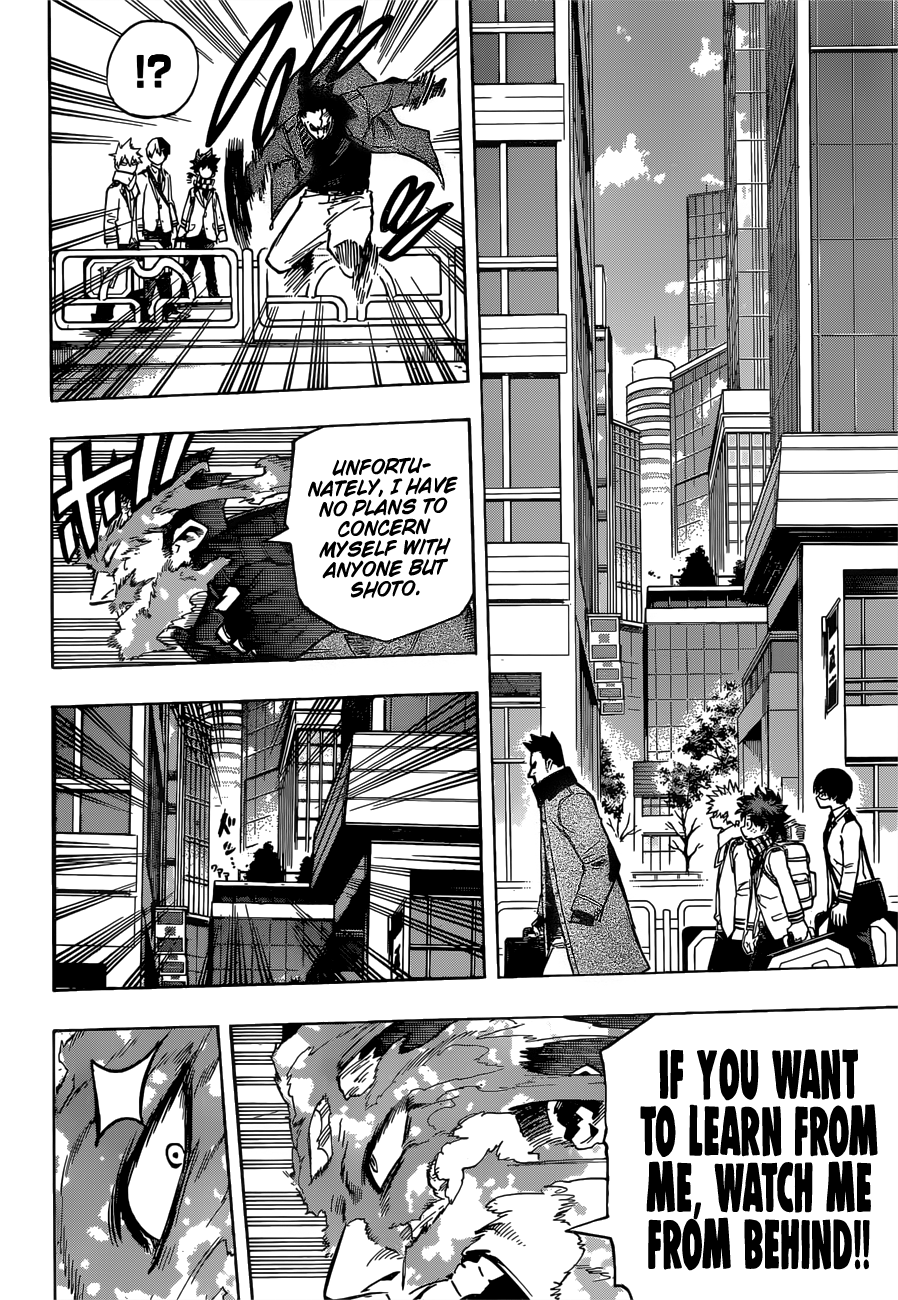 !?
UNFORTU-
NATELY, I HAVE
NO PLANS TO
CONCERN
MYSELF WITH
ANYONE BUT
SHOTO.
IF YOU WANT
TO LEARN FROM
ME, WATCH ME
FROM BEHIND!!